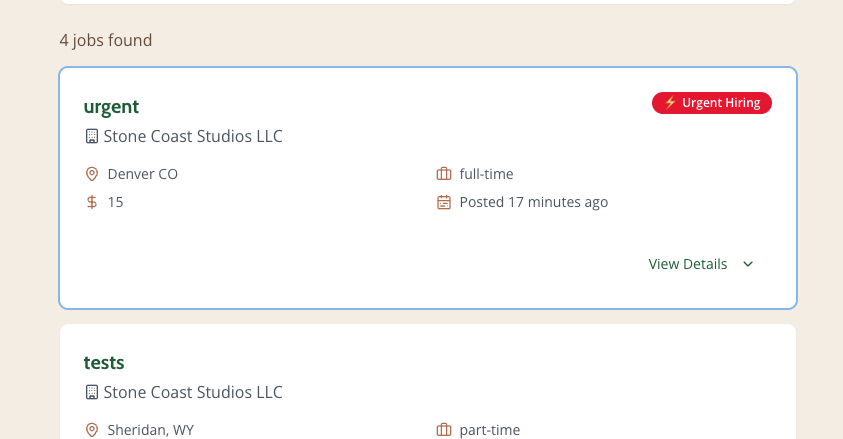 4 jobs found
urgent
⚡ Urgent Hiring
Stone Coast Studios LLC
Denver CO
full-time
$ 15
Posted 17 minutes ago
View Details
tests
Stone Coast Studios LLC
Sheridan, WY
part-time